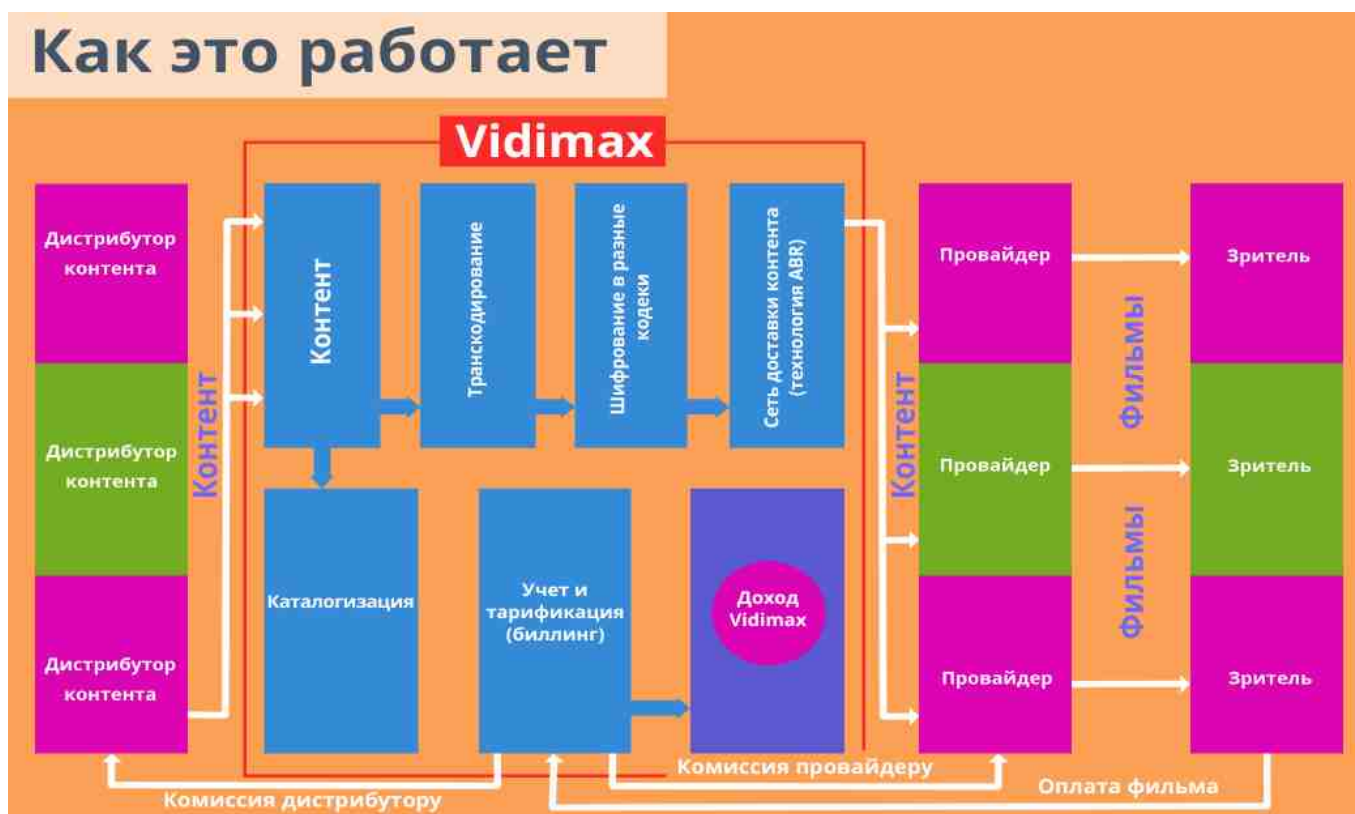 Как это работает
Vidimax
Дистрибутор
контента
Дистрибутор
контента
Дистрибутор
контента
Контент
Контент
Транскодирование
Шифрование в разные
кодеки
Сеть доставки контента
(технология ABR)
Каталогизация
Учет и
тарификация
(биллинг)
Доход
Vidimax
Контент
Провайдер
Провайдер
Провайдер
Фильмы
Фильмы
Зритель
Зритель
Зритель
Комиссия провайдеру
Оплата фильма
Комиссия дистрибутору